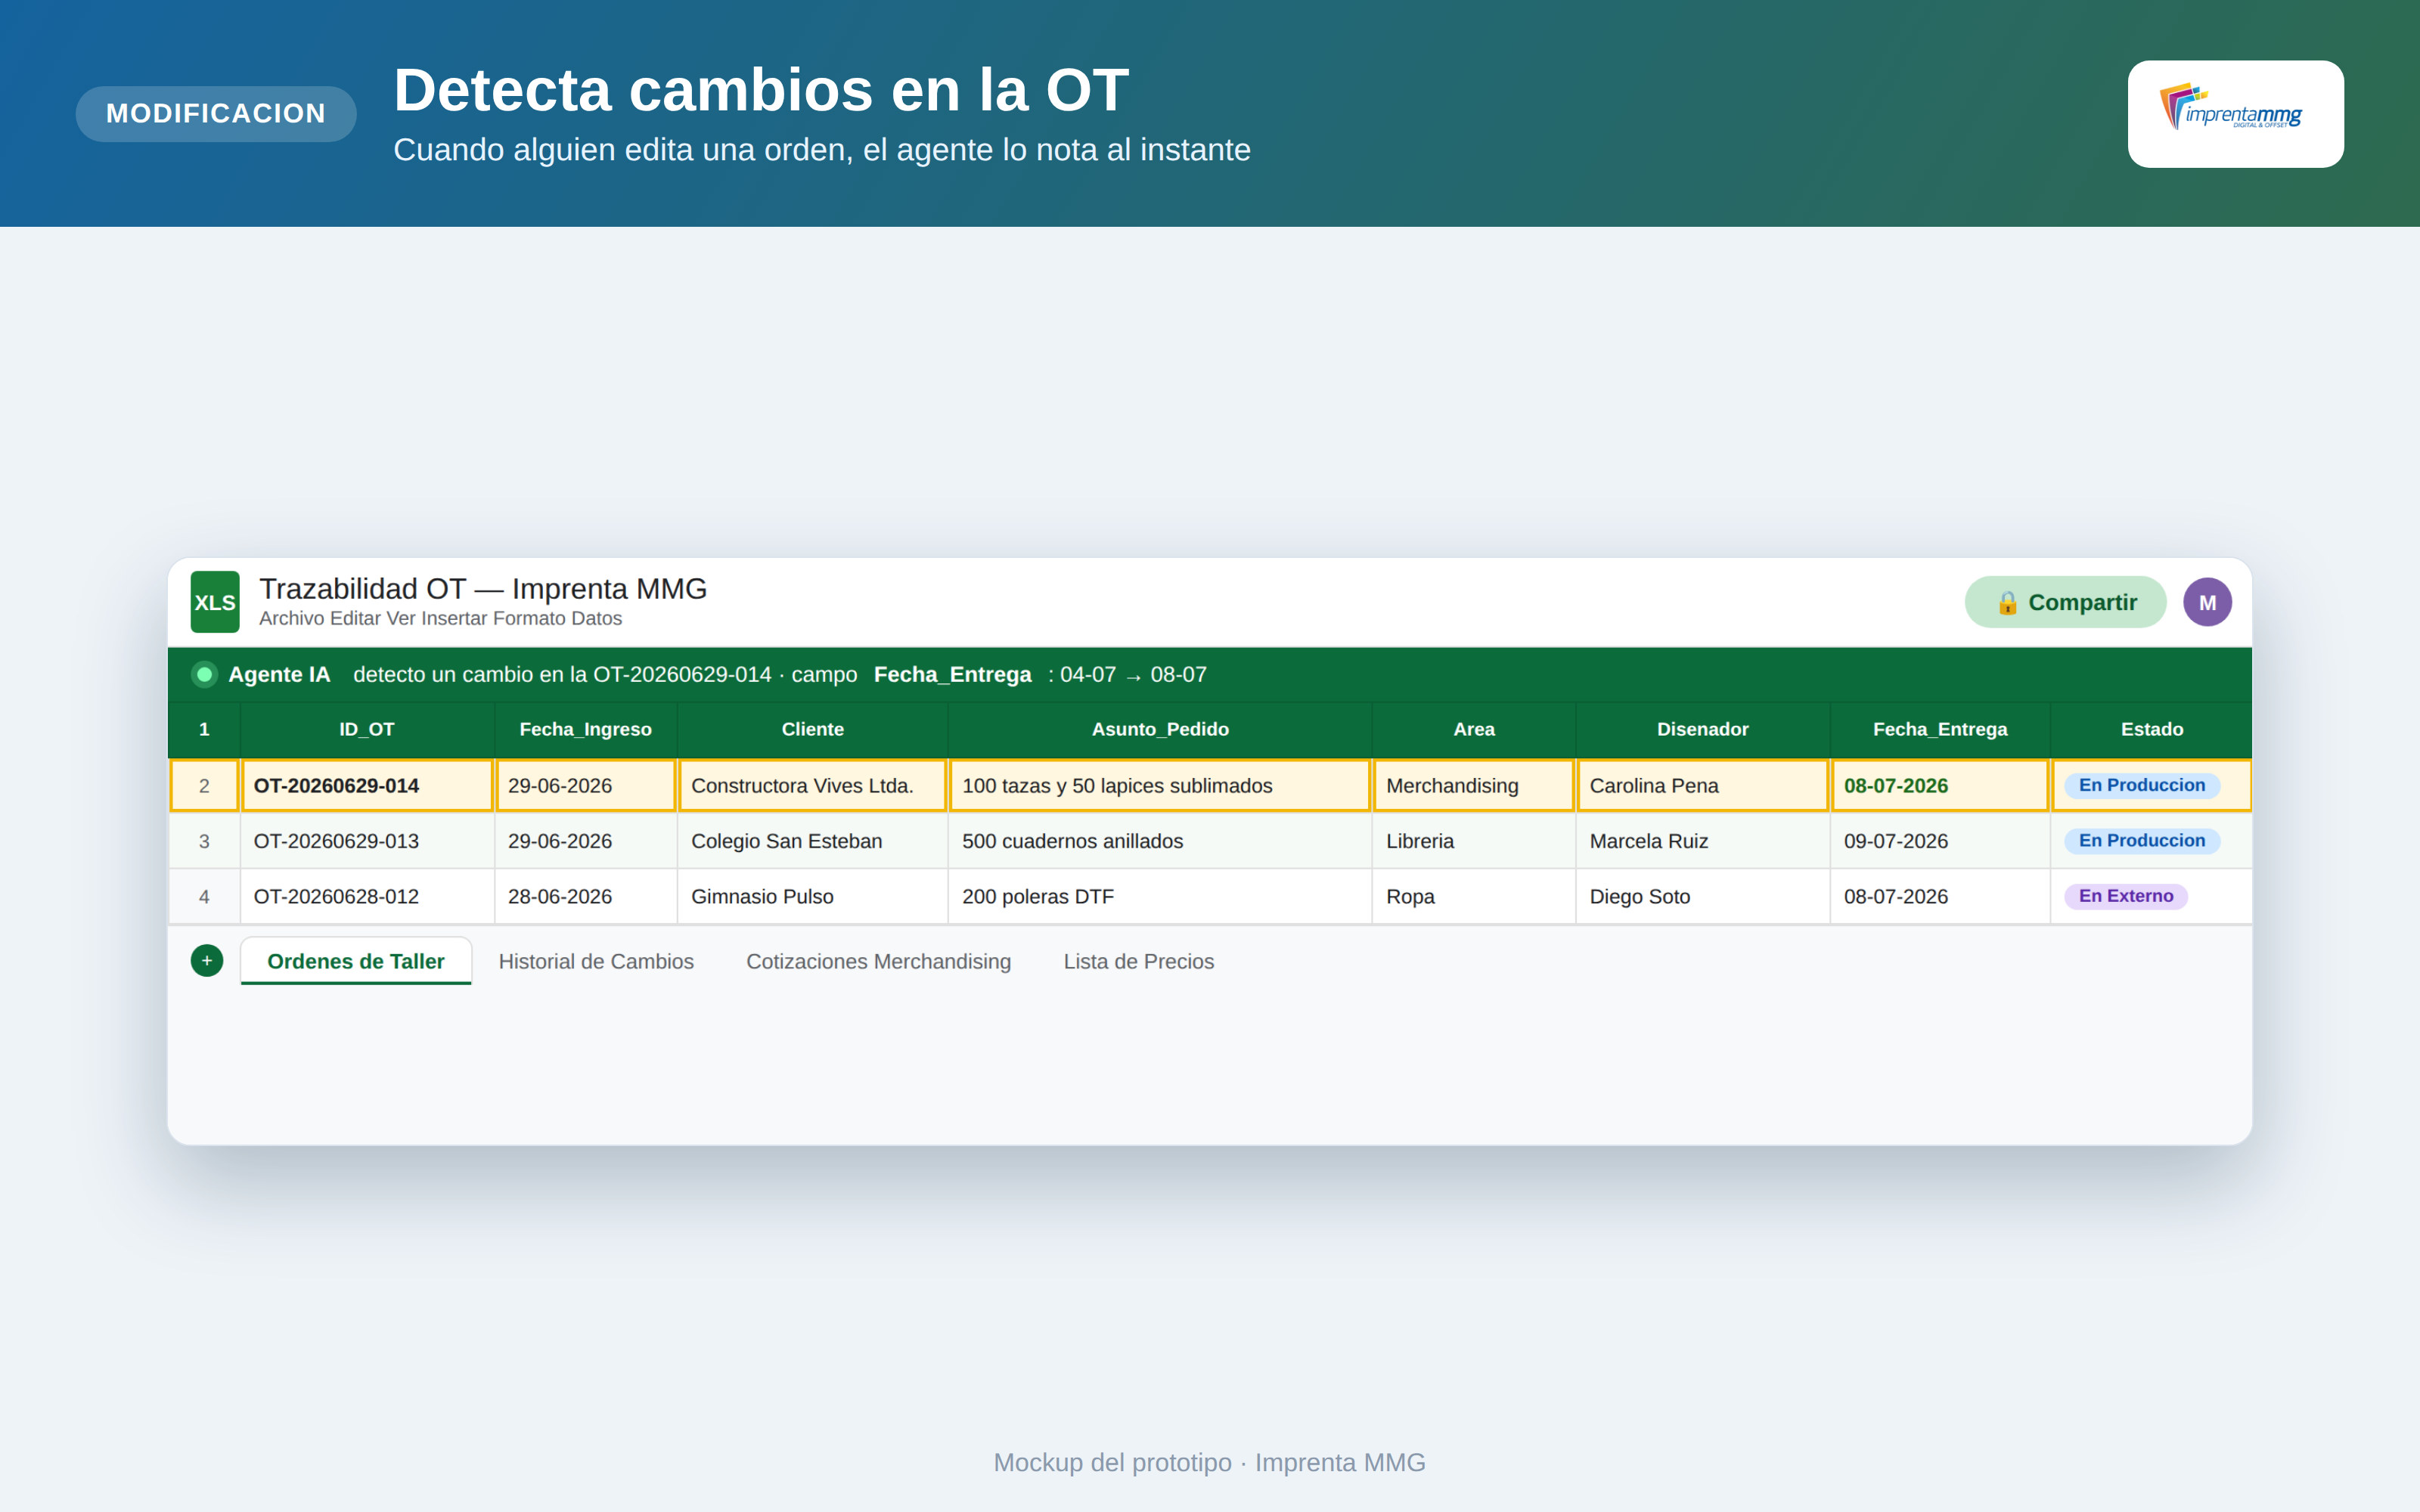 MODIFICACION
Detecta cambios en la OT
Cuando alguien edita una orden, el agente lo nota al instante
imprentammg
DIGITAL & OFFSET
XLS
Trazabilidad OT — Imprenta MMG
Archivo Editar Ver Insertar Formato Datos
🔒 Compartir
M
Agente IA detecto un cambio en la OT-20260629-014 · campo Fecha_Entrega : 04-07 → 08-07
1 ID_OT Fecha_Ingreso Cliente Asunto_Pedido Area Disenador Fecha_Entrega Estado
2 OT-20260629-014 29-06-2026 Constructora Vives Ltda. 100 tazas y 50 lapices sublimados Merchandising Carolina Pena 08-07-2026 En Produccion
3 OT-20260629-013 29-06-2026 Colegio San Esteban 500 cuadernos anillados Libreria Marcela Ruiz 09-07-2026 En Produccion
4 OT-20260628-012 28-06-2026 Gimnasio Pulso 200 poleras DTF Ropa Diego Soto 08-07-2026 En Externo
+ Ordenes de Taller Historial de Cambios Cotizaciones Merchandising Lista de Precios
Mockup del prototipo · Imprenta MMG